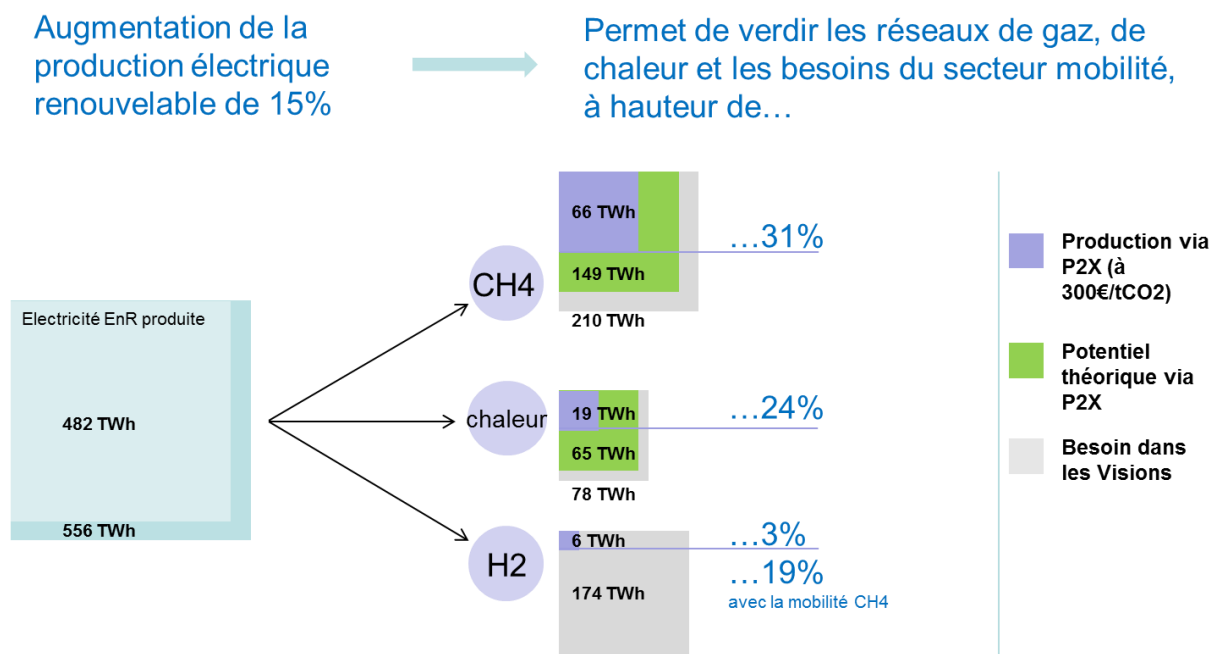 Augmentation de la
production électrique
renouvelable de 15%
Permet de verdir les réseaux de gaz, de
chaleur et les besoins du secteur mobilité,
à hauteur de…
Electricité EnR produite
482 TWh
556 TWh
CH4
chaleur
H2
66 TWh
149 TWh
210 TWh
…31%
19 TWh
65 TWh
78 TWh
…24%
6 TWh
174 TWh
…3%
…19%
avec la mobilité CH4
Production via
P2X (à
300€/tCO2)
Potentiel
théorique via
P2X
Besoin dans
les Visions